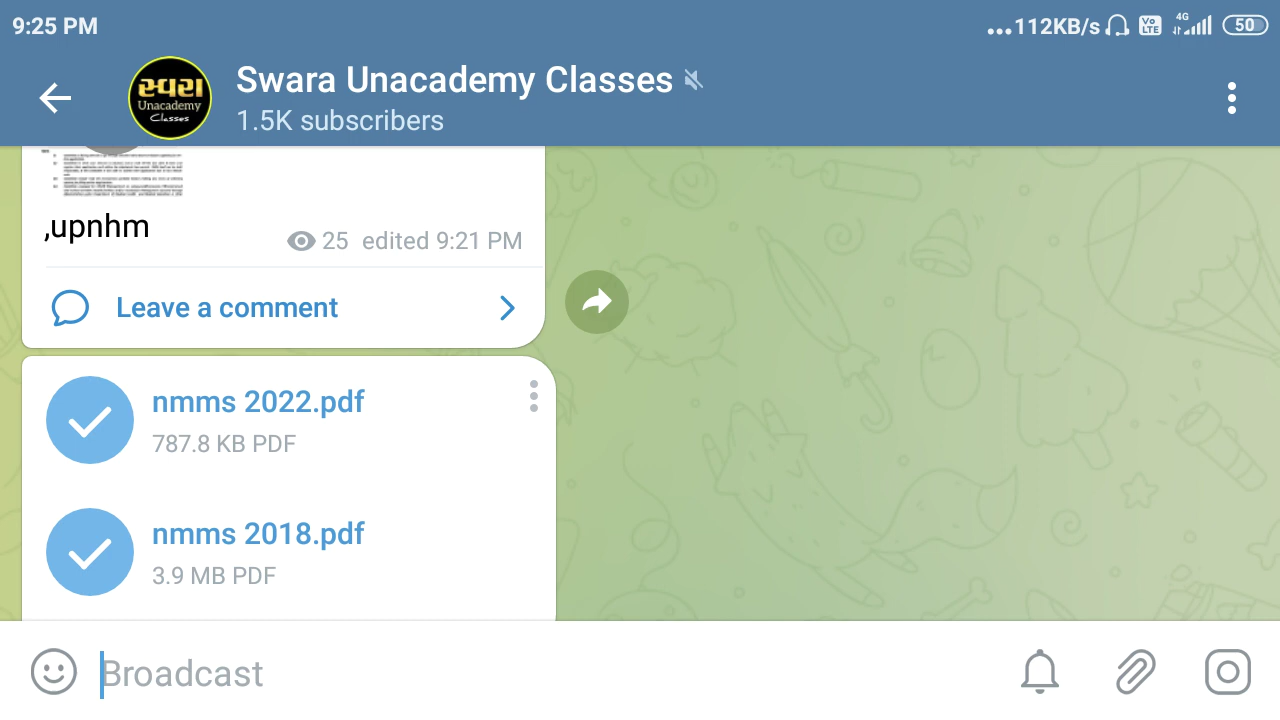 9:25 PM
...112KB/s
Vo
LTE
4G
50
સ્વરા
Unacademy
Classes
Swara Unacademy Classes
1.5K subscribers
,upnhm
25 edited 9:21 PM
Leave a comment
nmms 2022.pdf
787.8 KB PDF
nmms 2018.pdf
3.9 MB PDF
Broadcast